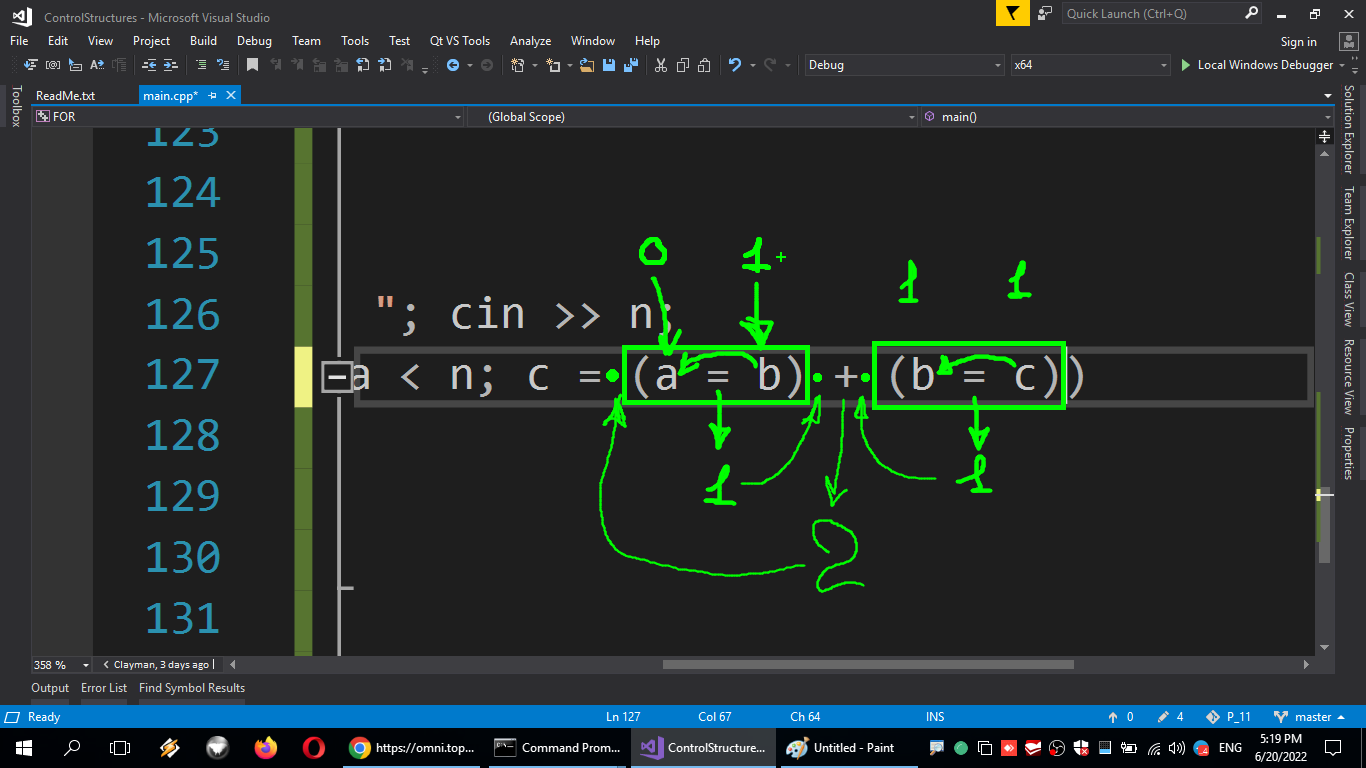 ControlStructures - Microsoft Visual Studio
Quick Launch (Ctrl+Q)
File Edit View Project Build Debug Team Tools Test Qt VS Tools Analyze Window Help
Sign in
Debug x64 Local Windows Debugger
Toolbox
ReadMe.txt main.cpp*
FOR (Global Scope) main()
123
124
125
0 1 1 1
126 "; cin >> n;
127 a < n; c = (a = b) + (b = c))
128
129
1 1
130
2
131
Solution Explorer
Team Explorer
Class View
Resource View
Properties
358 % Clayman, 3 days ago |
Output Error List Find Symbol Results
Ready Ln 127 Col 67 Ch 64 INS 0 4 P_11 master
https://omni.top... Command Prom... ControlStructure... Untitled - Paint ENG 5:19 PM
6/20/2022